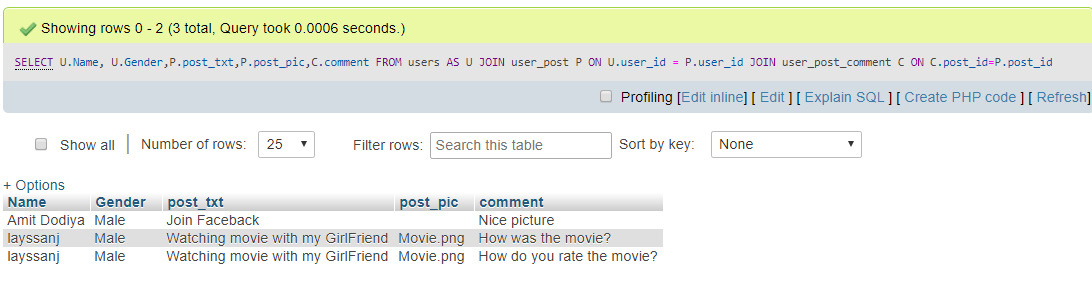 Showing rows 0 - 2 (3 total, Query took 0.0006 seconds.)
SELECT U.Name, U.Gender,P.post_txt,P.post_pic,C.comment FROM users AS U JOIN user_post P ON U.user_id = P.user_id JOIN user_post_comment C ON C.post_id=P.post_id
Profiling [Edit inline] [ Edit ] [ Explain SQL ] [ Create PHP code ] [ Refresh]
Show all | Number of rows: 25 Filter rows: Search this table Sort by key: None
+ Options
Name Gender post_txt post_pic comment
Amit Dodiya Male Join Faceback Nice picture
layssanj Male Watching movie with my GirlFriend Movie.png How was the movie?
layssanj Male Watching movie with my GirlFriend Movie.png How do you rate the movie?